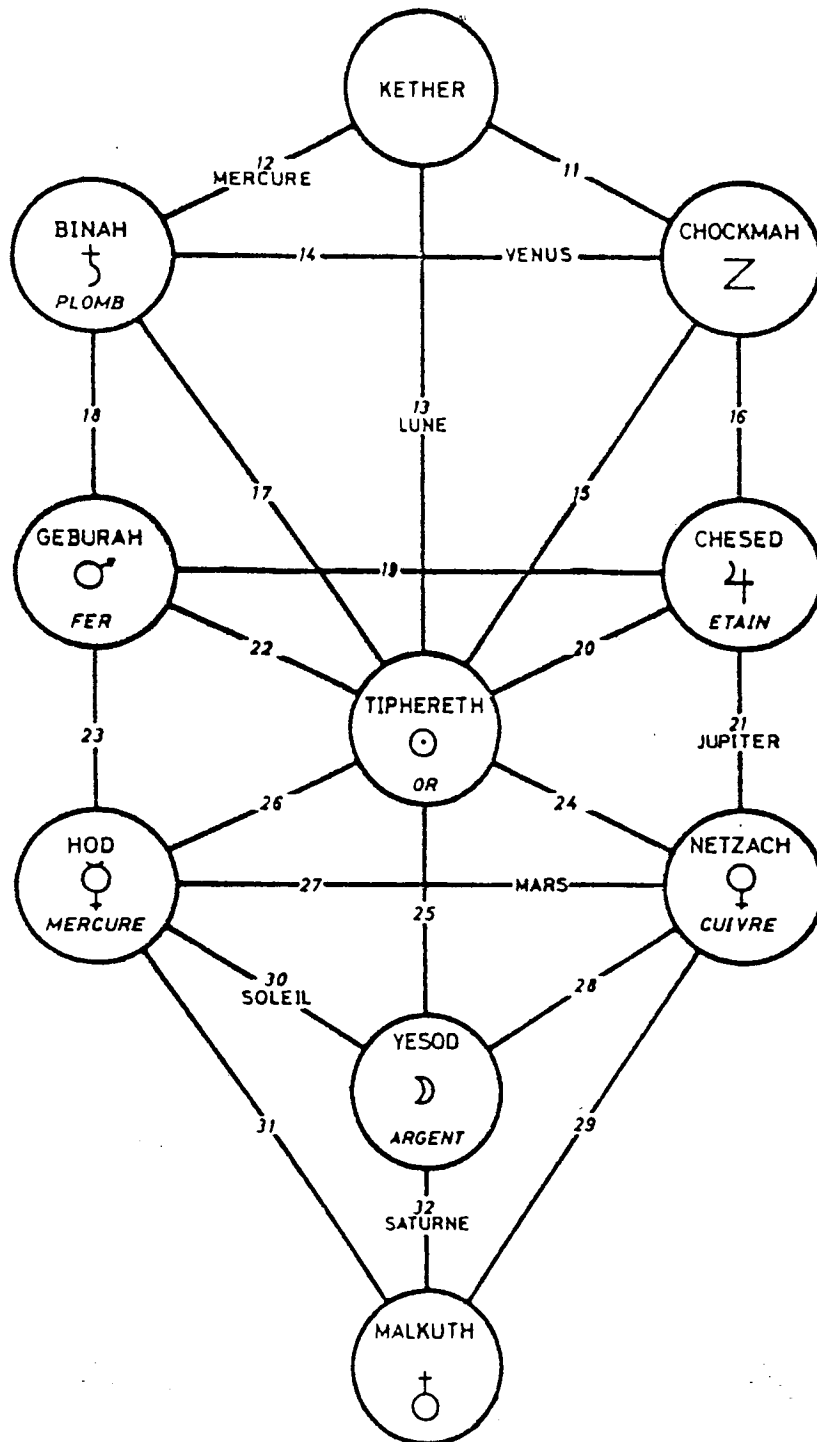 KETHER
12
MERCURE
11
BINAH
PLOMB
CHOCKMAH
14
VENUS
13
LUNE
18
16
17
15
GEBURAH
FER
19
CHESED
ETAIN
22
20
TIPHERETH
OR
23
21
JUPITER
26
24
HOD
MERCURE
27
MARS
NETZACH
CUIVRE
25
30
SOLEIL
28
YESOD
ARGENT
31
29
32
SATURNE
MALKUTH